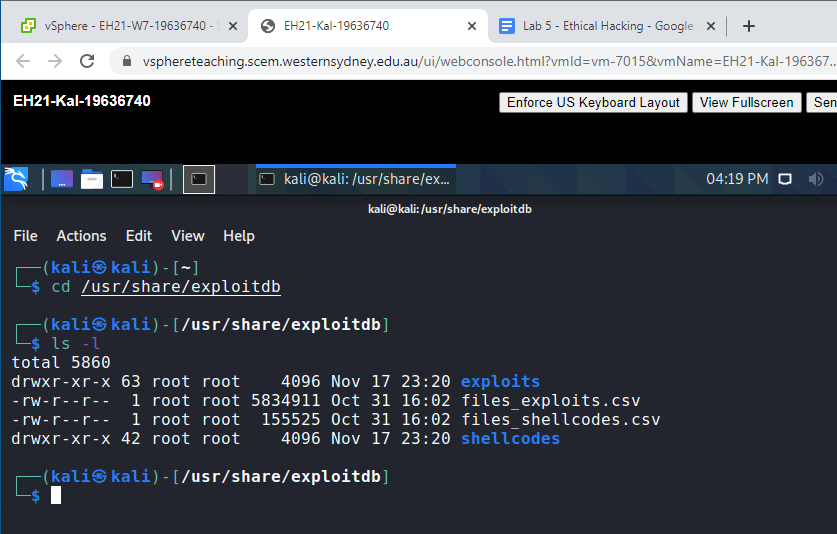 vSphere - EH21-W7-19636740 -
EH21-Kal-19636740
Lab 5 - Ethical Hacking - Google
vsphereteaching.scem.westernsydney.edu.au/ui/webconsole.html?vmId=vm-7015&vmName=EH21-Kal-196367...
EH21-Kal-19636740
Enforce US Keyboard Layout
View Fullscreen
Sen
kali@kali: /usr/share/ex...
04:19 PM
kali@kali: /usr/share/exploitdb
File Actions Edit View Help
(kali㉿kali)-[~]
$ cd /usr/share/exploitdb
(kali㉿kali)-[/usr/share/exploitdb]
$ ls -l
total 5860
drwxr-xr-x 63 root root    4096 Nov 17 23:20 exploits
-rw-r--r--  1 root root 5834911 Oct 31 16:02 files_exploits.csv
-rw-r--r--  1 root root  155525 Oct 31 16:02 files_shellcodes.csv
drwxr-xr-x 42 root root    4096 Nov 17 23:20 shellcodes
(kali㉿kali)-[/usr/share/exploitdb]
$